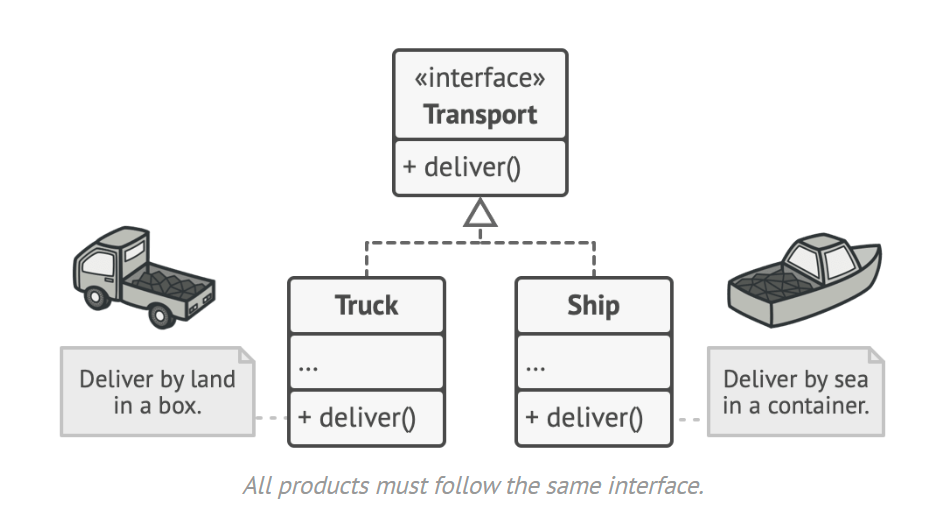 «interface»
Transport
+ deliver()
Truck
...
+ deliver()
Ship
...
+ deliver()
Deliver by land
in a box.
Deliver by sea
in a container.
All products must follow the same interface.